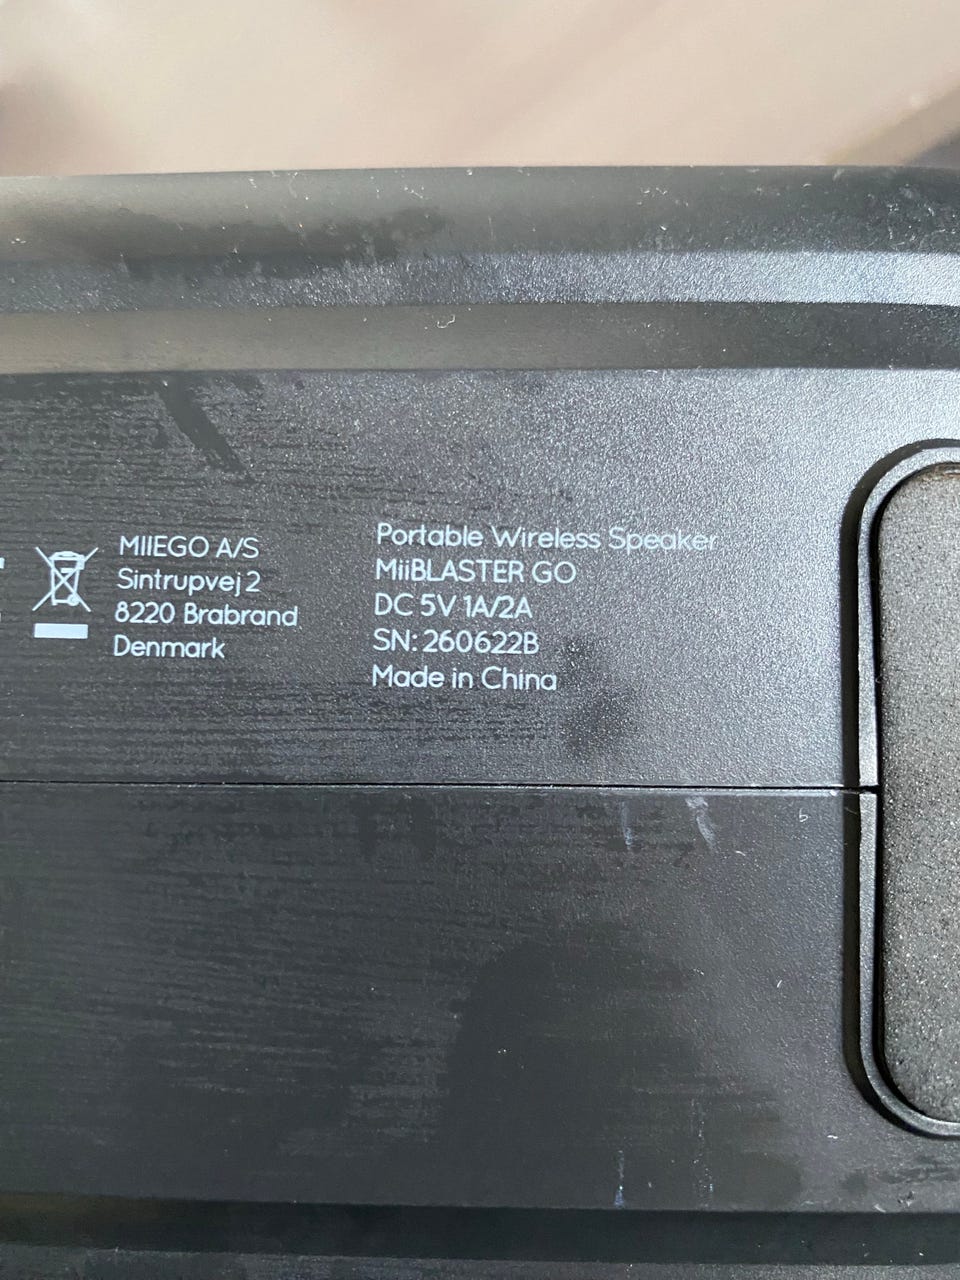 MIIEGO A/S
Sintrupvej 2
8220 Brabrand
Denmark
Portable Wireless Speaker
MiiBLASTER GO
DC 5V 1A/2A
SN: 260622B
Made in China